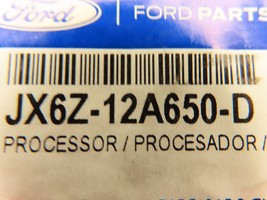 Ford
FORD PARTS
JX6Z-12A650-D
PROCESSOR / PROCESADOR /